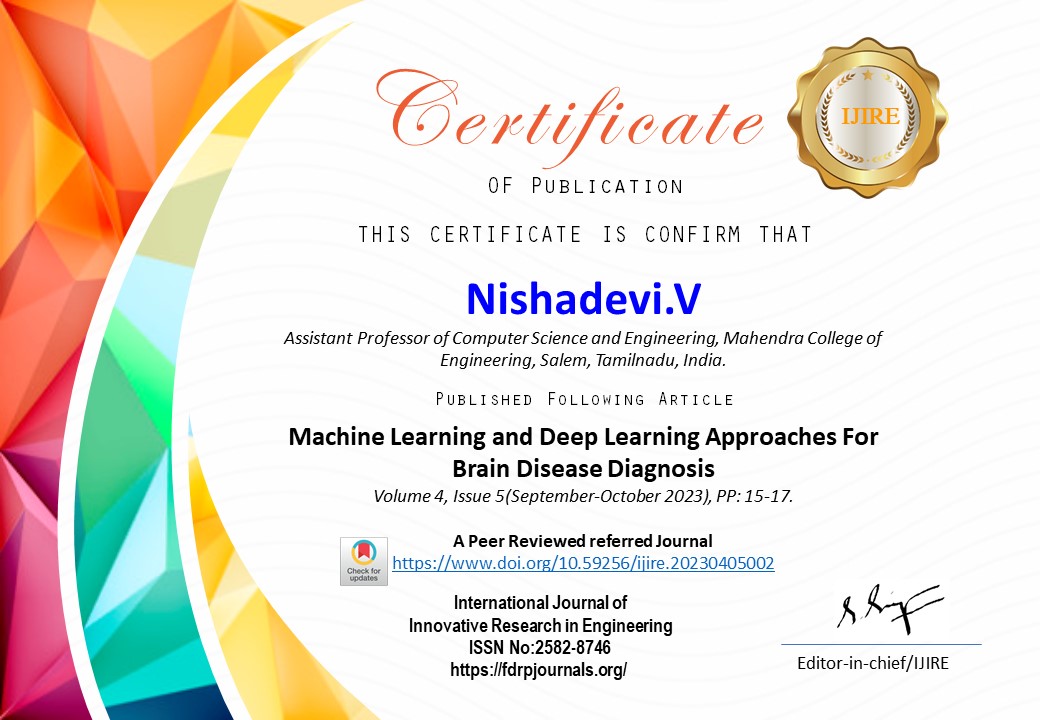 Certificate
IJIRE
OF PUBLICATION
THIS CERTIFICATE IS CONFIRM THAT
Nishadevi.V
Assistant Professor of Computer Science and Engineering, Mahendra College of
Engineering, Salem, Tamilnadu, India.
PUBLISHED FOLLOWING ARTICLE
Machine Learning and Deep Learning Approaches For
Brain Disease Diagnosis
Volume 4, Issue 5(September-October 2023), PP: 15-17.
A Peer Reviewed referred Journal
Check for
updates
https://www.doi.org/10.59256/ijire.20230405002
International Journal of
Innovative Research in Engineering
ISSN No:2582-8746
https://fdrpjournals.org/
Editor-in-chief/IJIRE